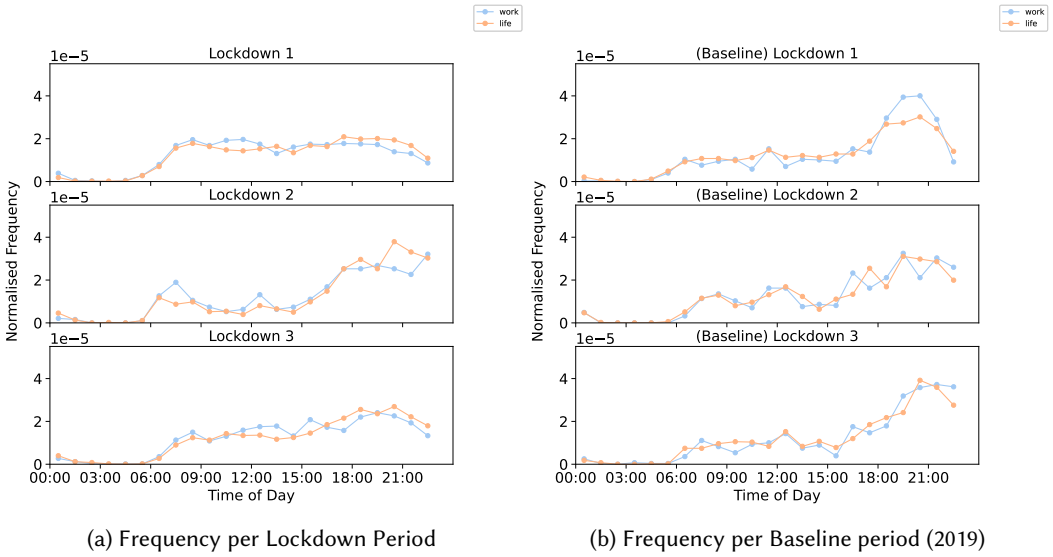 work
life
work
life
1e−5
Lockdown 1
4
2
0
1e−5
Lockdown 2
4
2
0
1e−5
Lockdown 3
4
2
0
00:00 03:00 06:00 09:00 12:00 15:00 18:00 21:00
Time of Day
Normalised Frequency
1e−5
(Baseline) Lockdown 1
4
2
0
1e−5
(Baseline) Lockdown 2
4
2
0
1e−5
(Baseline) Lockdown 3
4
2
0
00:00 03:00 06:00 09:00 12:00 15:00 18:00 21:00
Time of Day
Normalised Frequency
(a) Frequency per Lockdown Period
(b) Frequency per Baseline period (2019)